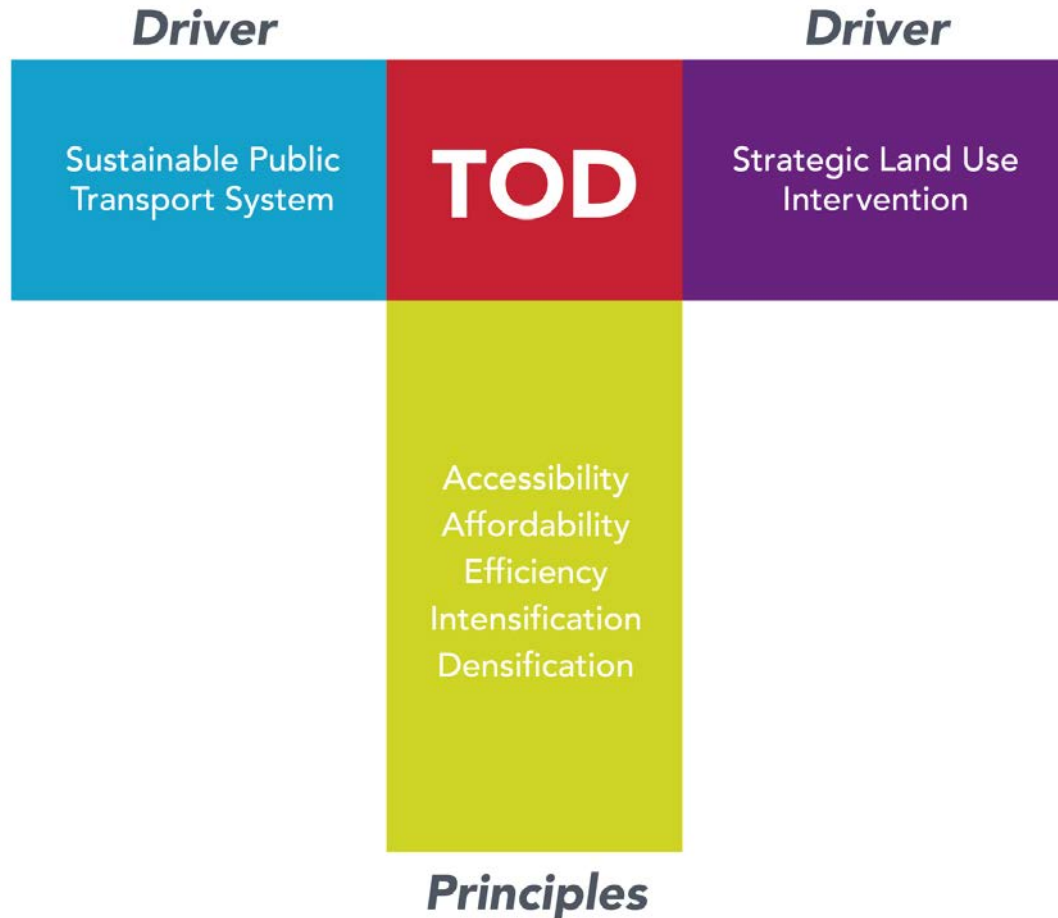 Driver
Driver
Sustainable Public
Transport System
TOD
Strategic Land Use
Intervention
Accessibility
Affordability
Efficiency
Intensification
Densification
Principles